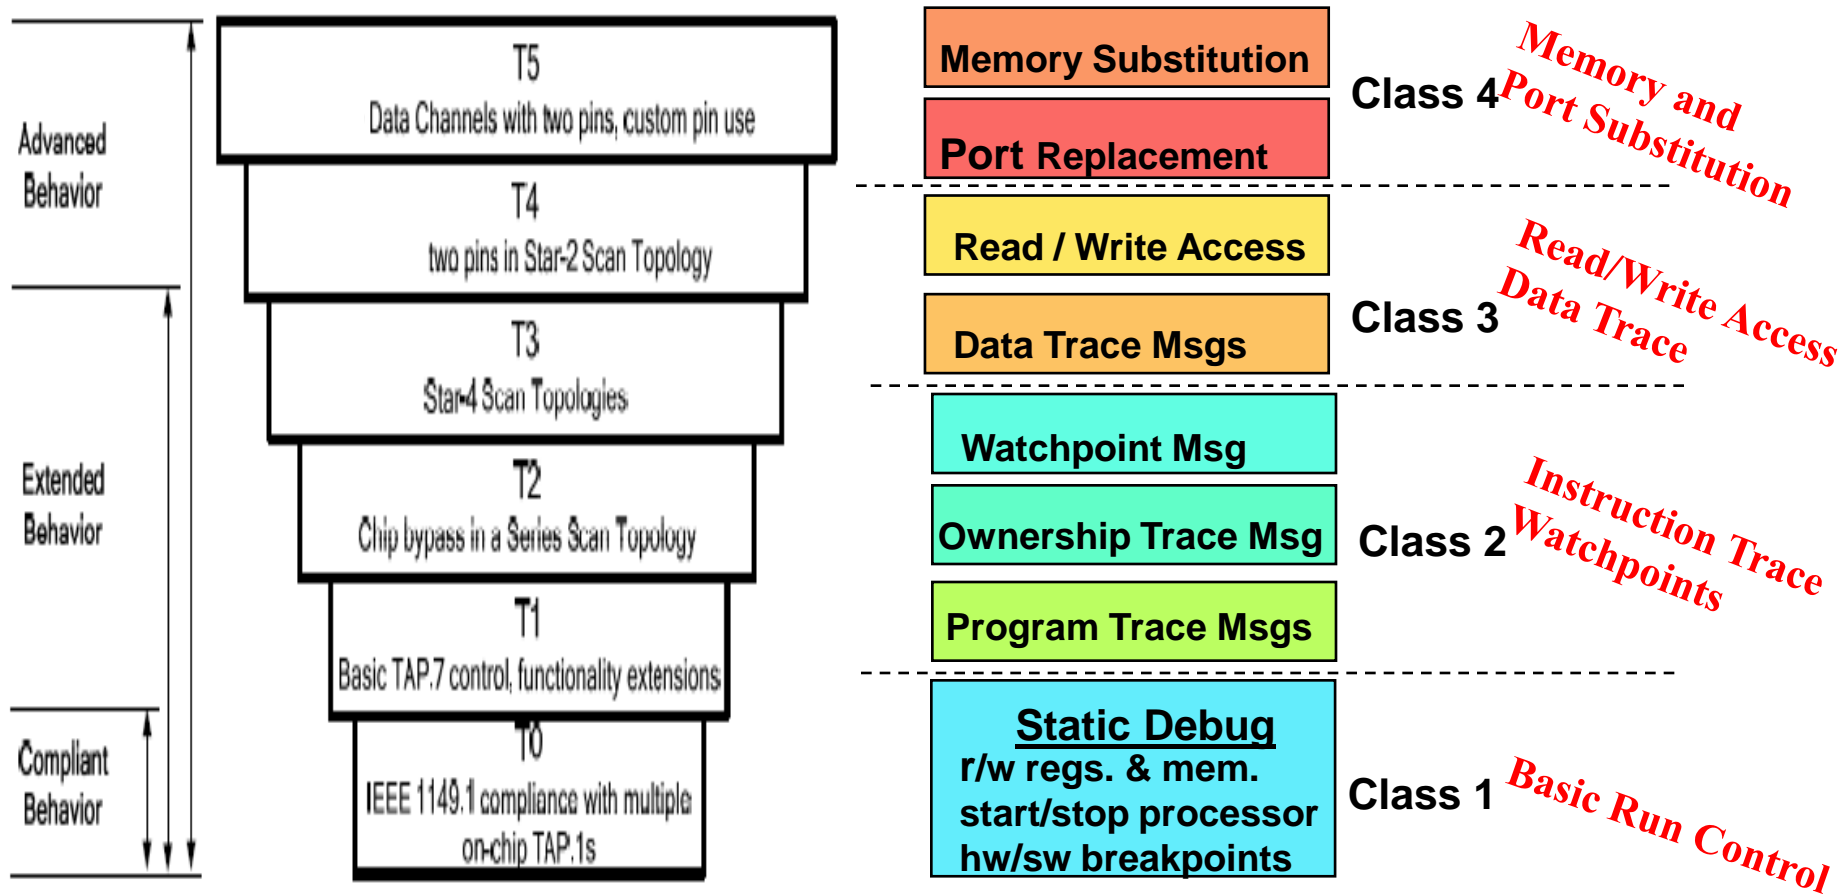 Advanced
Behavior
Extended
Behavior
Compliant
Behavior
T5
Data Channels with two pins, custom pin use
T4
two pins in Star-2 Scan Topology
T3
Star-4 Scan Topologies
T2
Chip bypass in a Series Scan Topology
T1
Basic TAP.7 control, functionality extensions
T0
IEEE 1149.1 compliance with multiple
on-chip TAP.1s
Memory Substitution
Port Replacement
Class 4
Memory and
Port Substitution
Read / Write Access
Data Trace Msgs
Class 3
Read/Write Access
Data Trace
Watchpoint Msg
Ownership Trace Msg
Program Trace Msgs
Class 2
Instruction Trace
Watchpoints
Static Debug
r/w regs. & mem.
start/stop processor
hw/sw breakpoints
Class 1
Basic Run Control